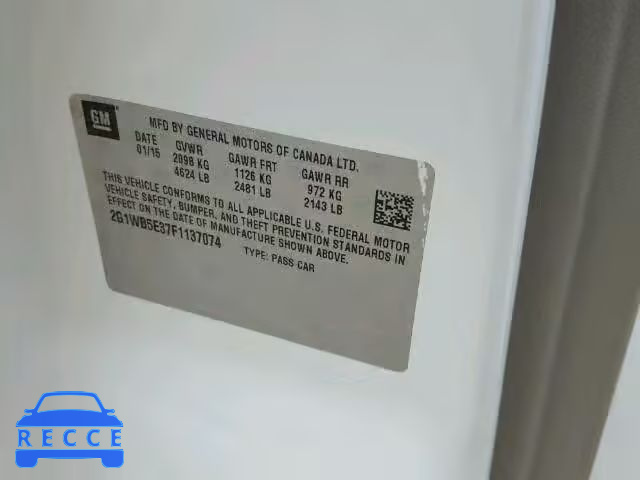 GM
MFD BY GENERAL MOTORS OF CANADA LTD.
DATE GVWR GAWR FRT GAWR RR
01/15 2098 KG 1126 KG 972 KG
4624 LB 2481 LB 2143 LB
THIS VEHICLE CONFORMS TO ALL APPLICABLE U.S. FEDERAL MOTOR
VEHICLE SAFETY, BUMPER, AND THEFT PREVENTION STANDARDS IN
EFFECT ON THE DATE OF MANUFACTURE SHOWN ABOVE.
2G1WB5E37F1137074 TYPE: PASS CAR
RECCE